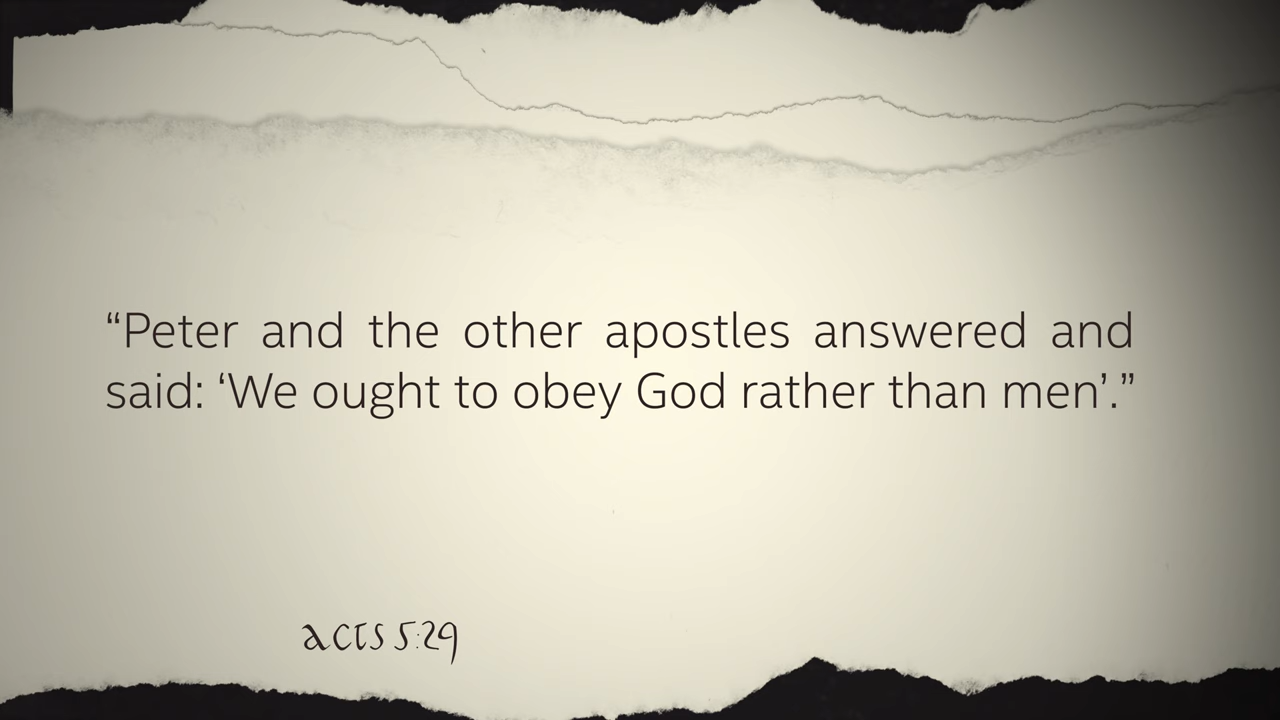 “Peter and the other apostles answered and
said: ‘We ought to obey God rather than men’.”
acts 5:29